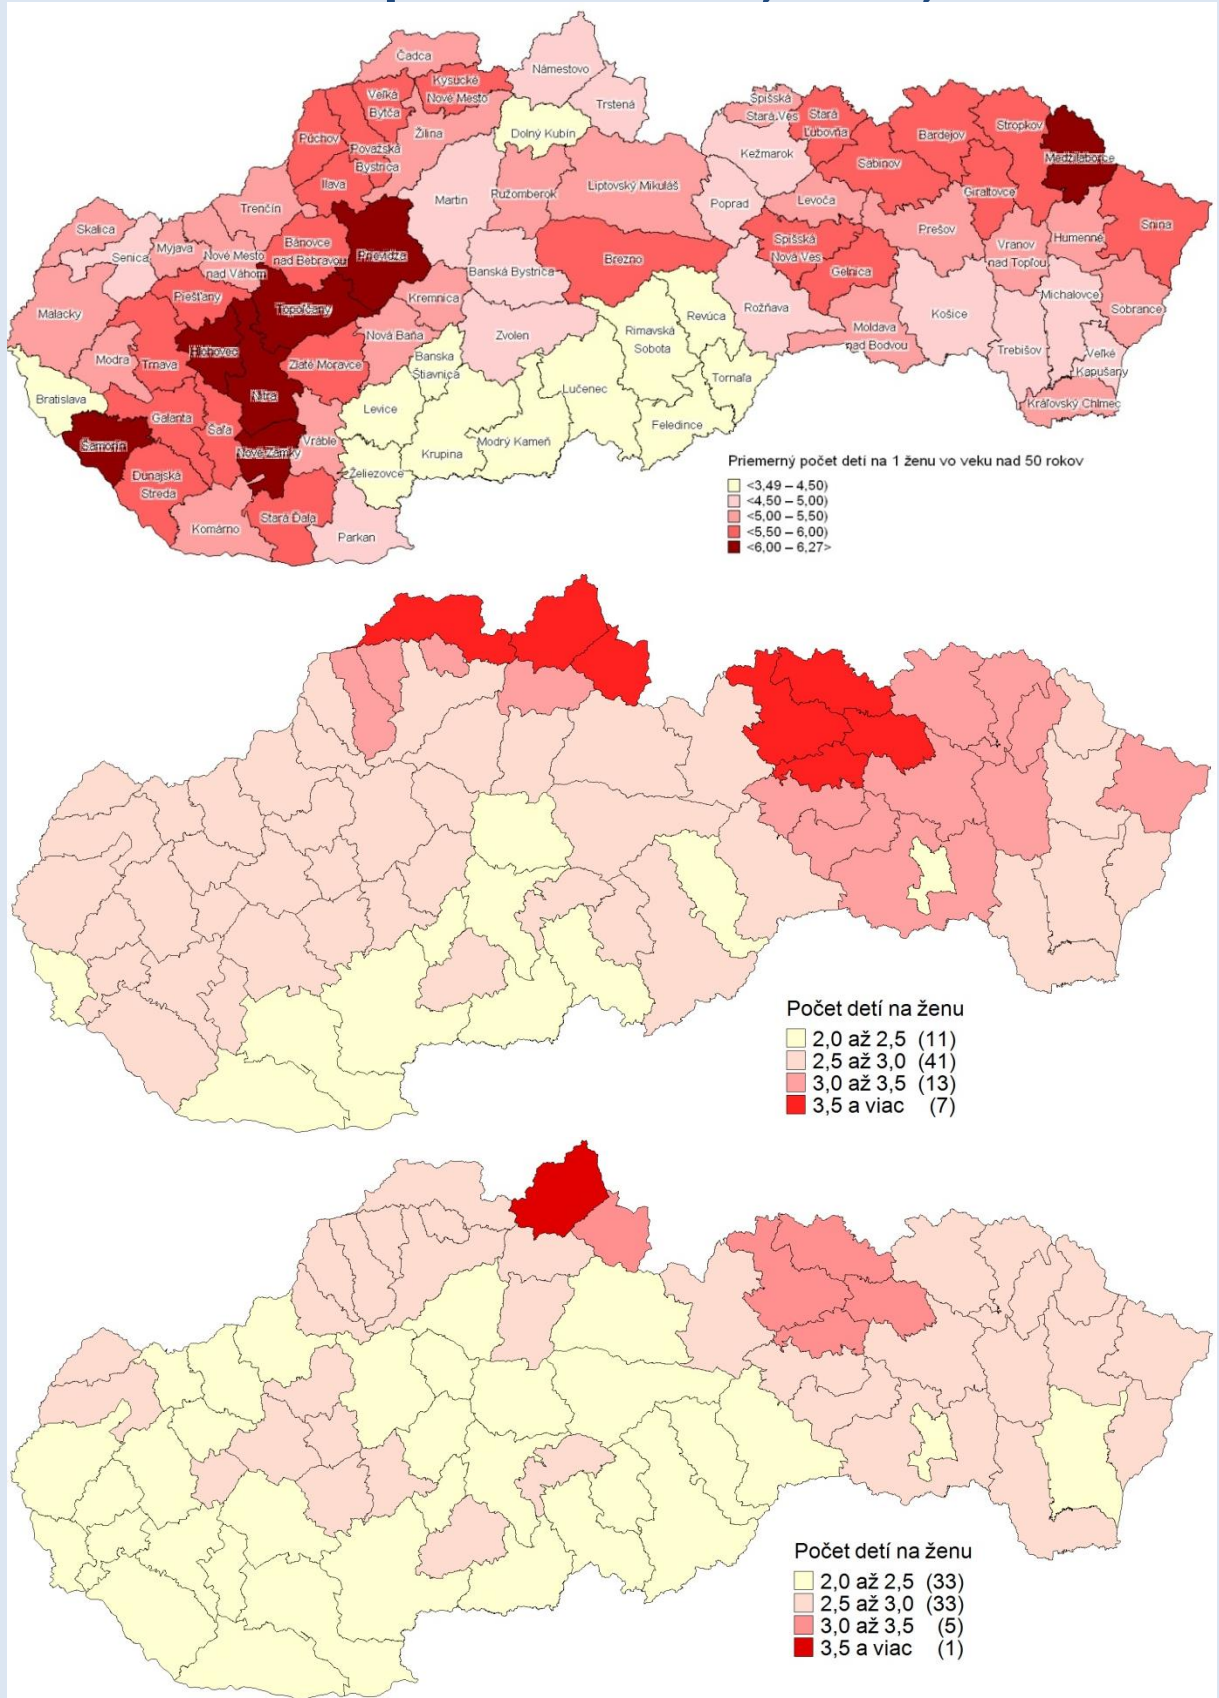 Čadca
Námestovo
Kysucké
Nové Mesto
Veľká
Bytča
Trstená
Žilina
Dolný Kubín
Púchov
Považská
Bystrica
Ilava
Spišská
Stará Ves
Stará
Ľubovňa
Bardejov
Stropkov
Medzilaborce
Kežmarok
Sabinov
Giraltovce
Martin
Ružomberok
Liptovský Mikuláš
Poprad
Levoča
Trenčín
Skalica
Senica
Myjava
Nové Mesto
nad Váhom
Bánovce
nad Bebravou
Prievidža
Banská Bystrica
Brezno
Spišská
Nová Ves
Gelnica
Prešov
Vranov
nad Topľou
Humenné
Snina
Piešťany
Topoľčany
Kremnica
Malacky
Nová Baňa
Zvolen
Rimavská
Sobota
Revúca
Rožňava
Moldava
nad Bodvou
Košice
Michalovce
Sobrance
Trebišov
Veľké
Kapušany
Kráľovský Chlmec
Modra
Trnava
Hlohovec
Zlaté Moravce
Banska
Štiavnica
Lučenec
Tornaľa
Bratislava
Nitra
Levice
Galanta
Šaľa
Vráble
Krupina
Modrý Kameň
Feledince
Šamorín
Nové Zámky
Želiezovce
Dunajská
Streda
Komárno
Stará Ďala
Parkan
Priemerný počet detí na 1 ženu vo veku nad 50 rokov
<3,49 – 4,50)
<4,50 – 5,00)
<5,00 – 5,50)
<5,50 – 6,00)
<6,00 – 6,27>
Počet detí na ženu
2,0 až 2,5 (11)
2,5 až 3,0 (41)
3,0 až 3,5 (13)
3,5 a viac (7)
Počet detí na ženu
2,0 až 2,5 (33)
2,5 až 3,0 (33)
3,0 až 3,5 (5)
3,5 a viac (1)